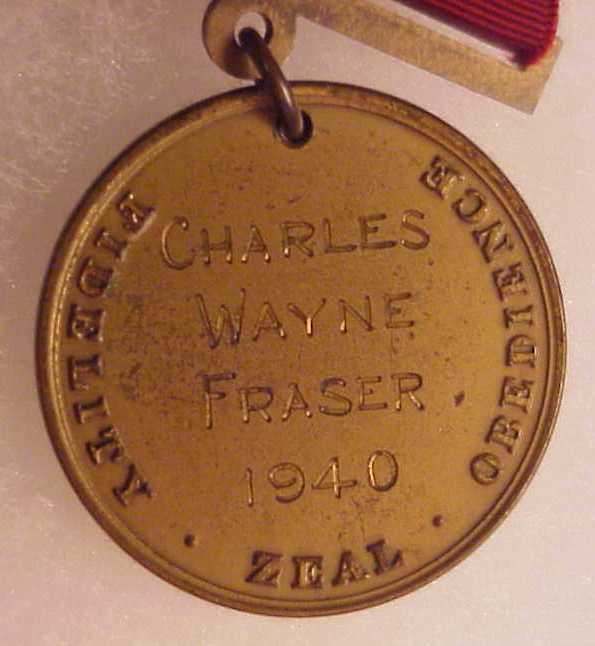 CHARLES
WAYNE
FRASER
1940
FIDELITY
· ZEAL ·
OBEDIENCE